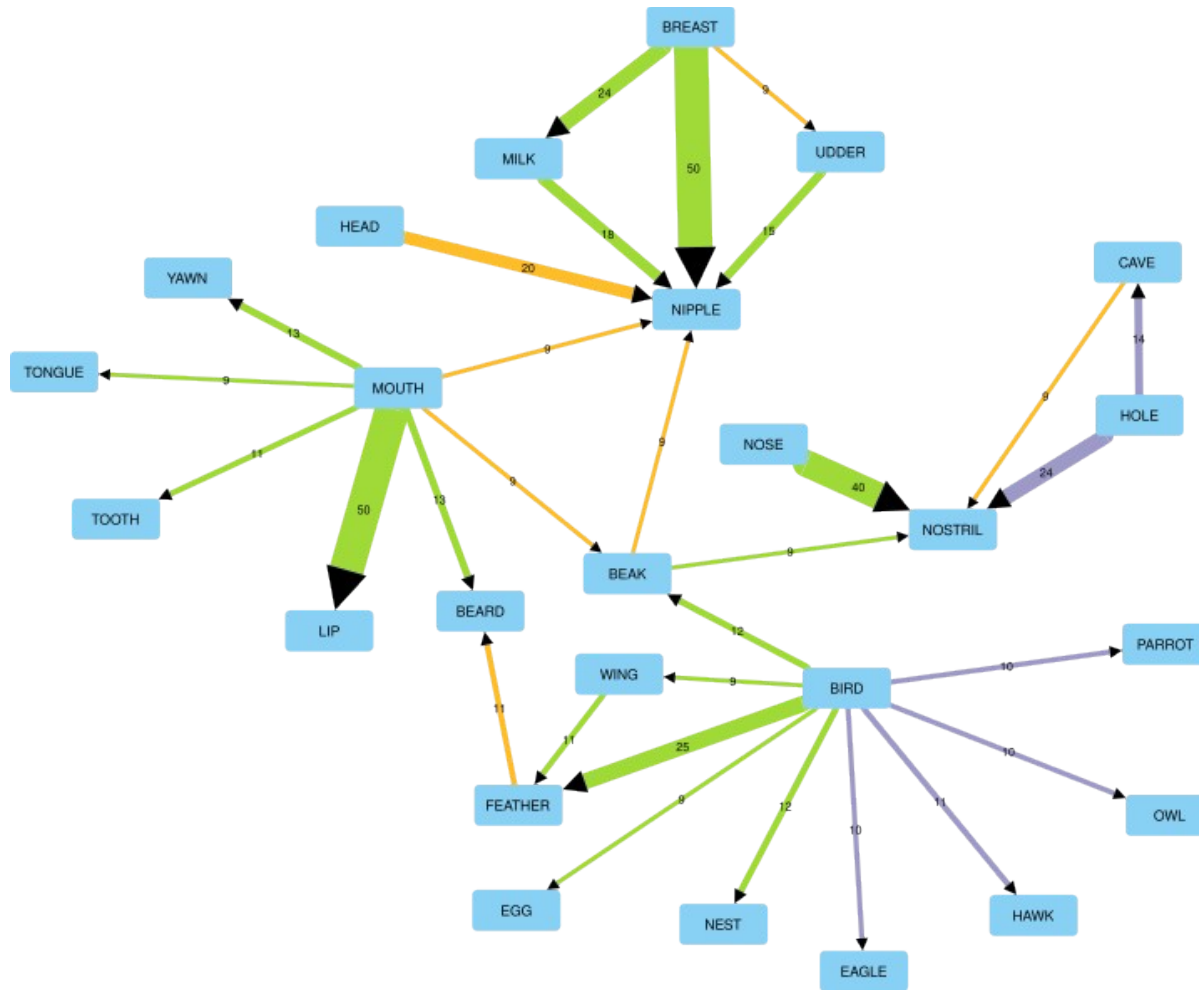 BREAST
24
9
MILK
50
UDDER
HEAD
18
15
CAVE
20
YAWN
NIPPLE
13
14
TONGUE
9
MOUTH
9
9
HOLE
NOSE
9
24
11
9
40
13
TOOTH
50
NOSTRIL
9
BEAK
BEARD
LIP
12
PARROT
WING
10
9
BIRD
11
11
25
10
FEATHER
9
12
11
OWL
10
EGG
NEST
HAWK
EAGLE